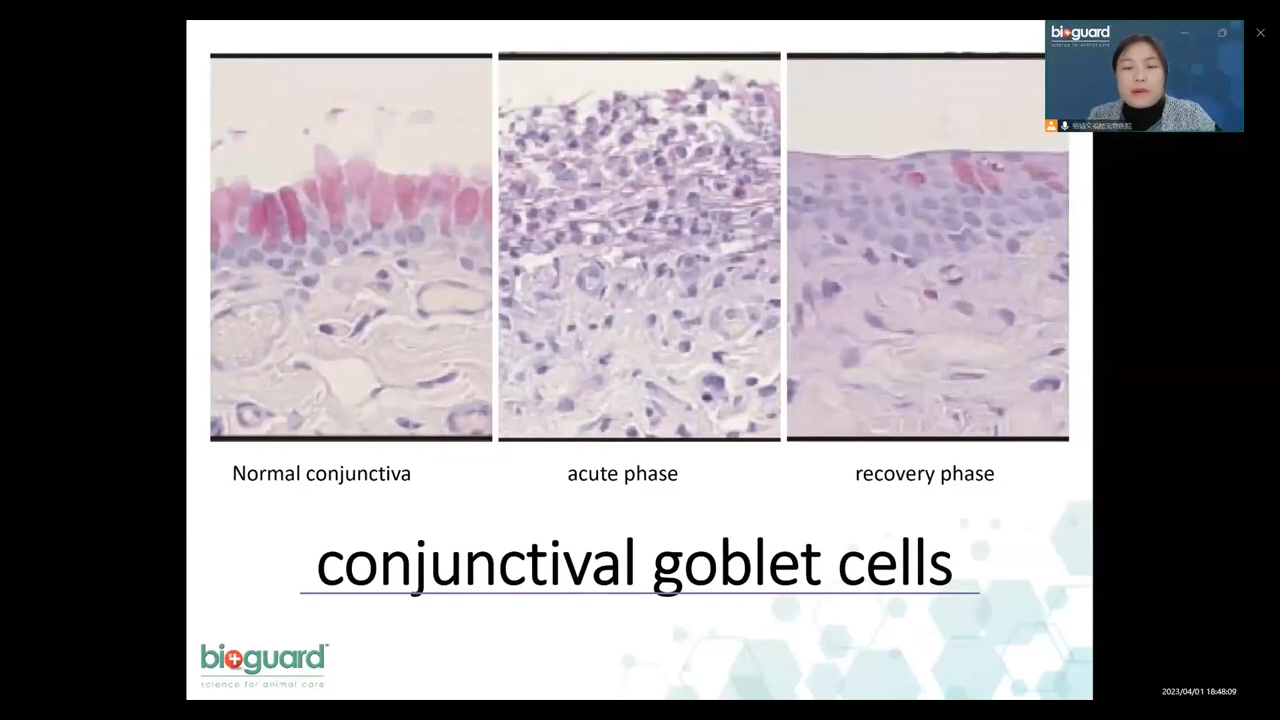 bioguard
science for animal care
Normal conjunctiva
acute phase
recovery phase
conjunctival goblet cells
bioguard
science for animal care
2023/04/01 18:48:09